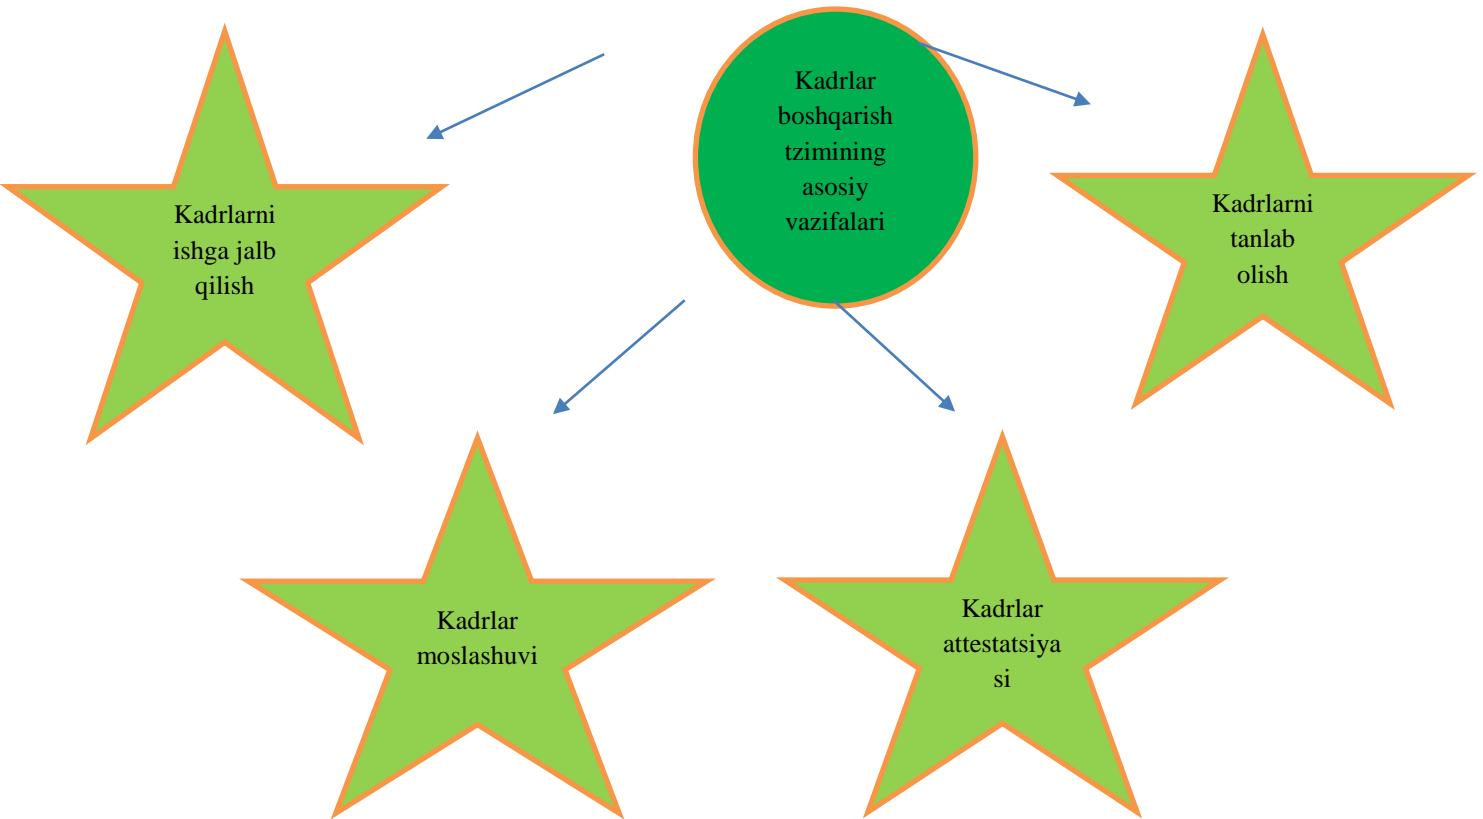 Kadrlar
boshqarish
tzimining
asosiy
vazifalari
Kadrlarni
ishga jalb
qilish
Kadrlarni
tanlab
olish
Kadrlar
moslashuvi
Kadrlar
attestatsiya
si